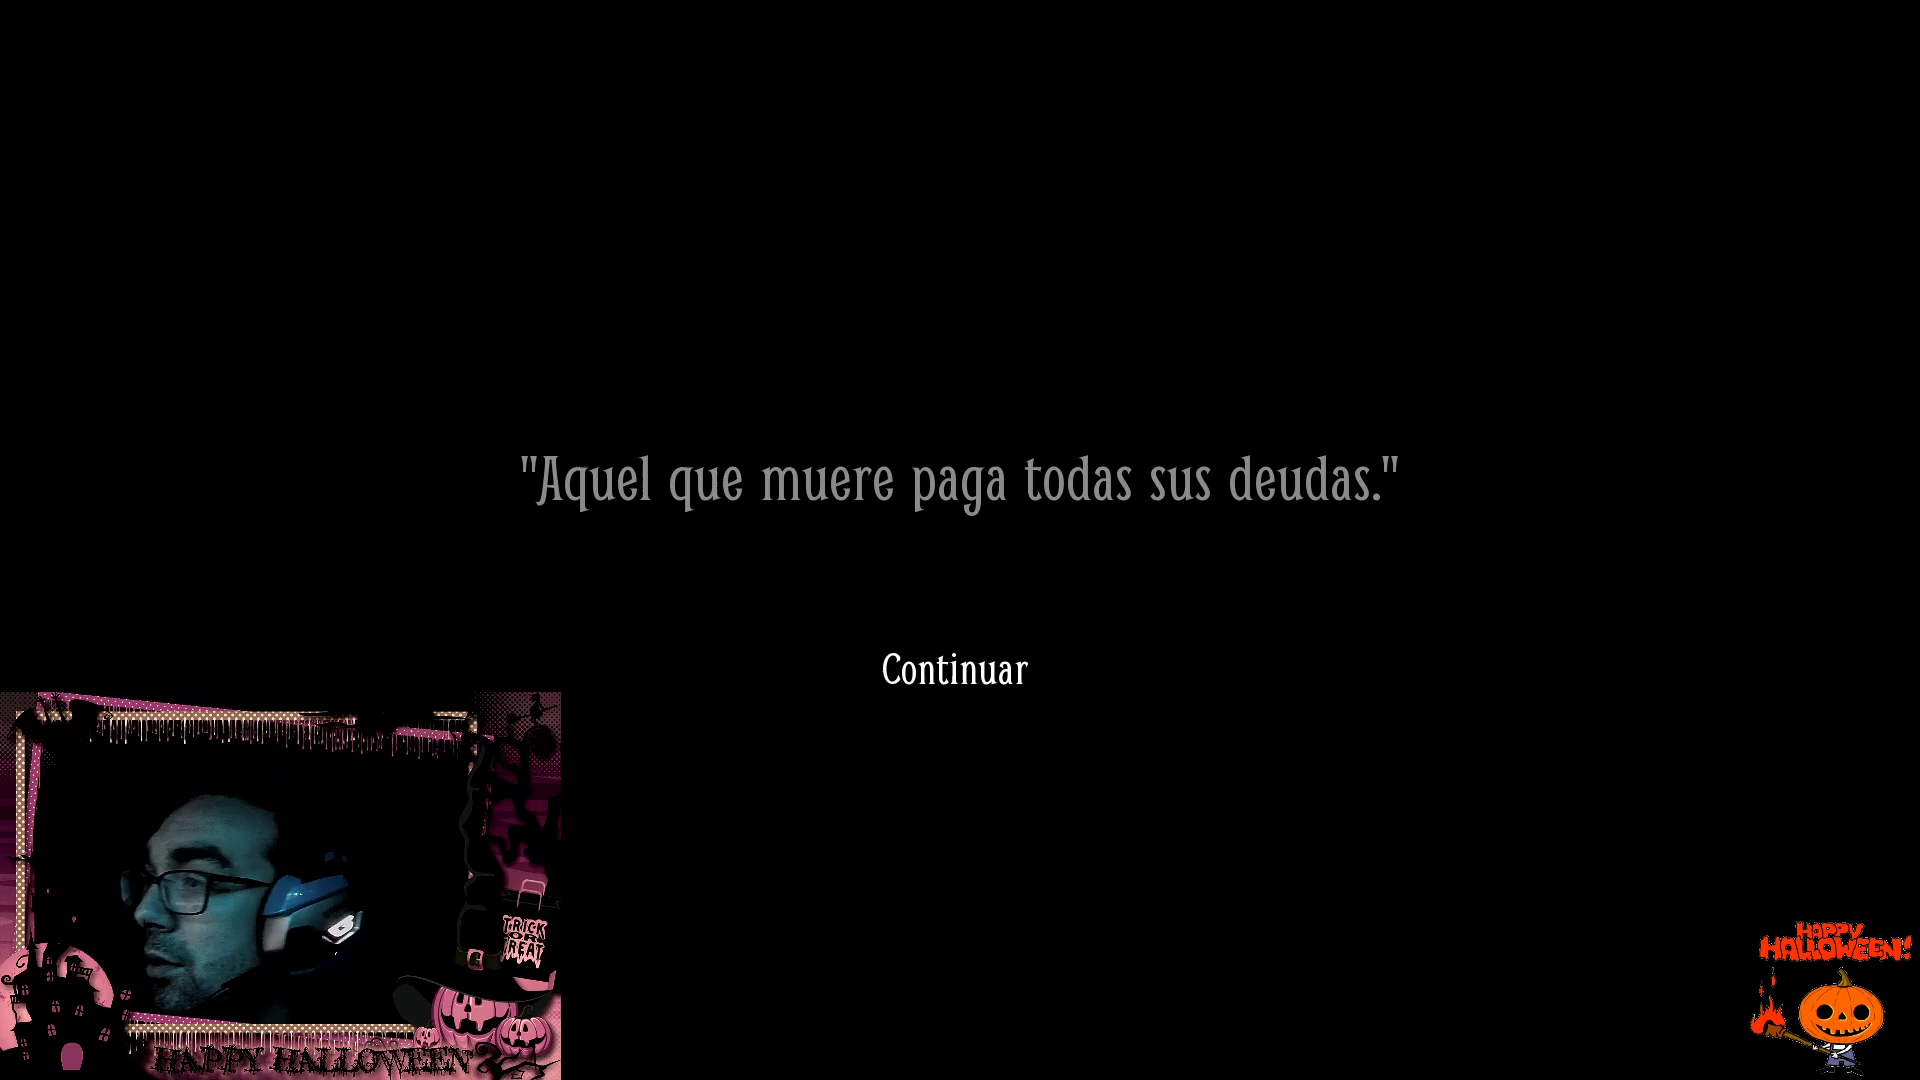 "Aquel que muere paga todas sus deudas."
Continuar
TRICK
OR
TREAT
HAPPY HALLOWEEN
HAPPY
HALLOWEEN!